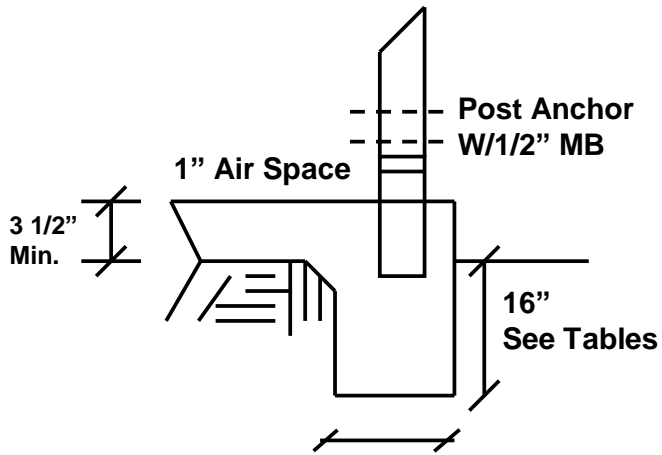 Post Anchor
W/1/2” MB
1” Air Space
3 1/2”
Min.
16”
See Tables